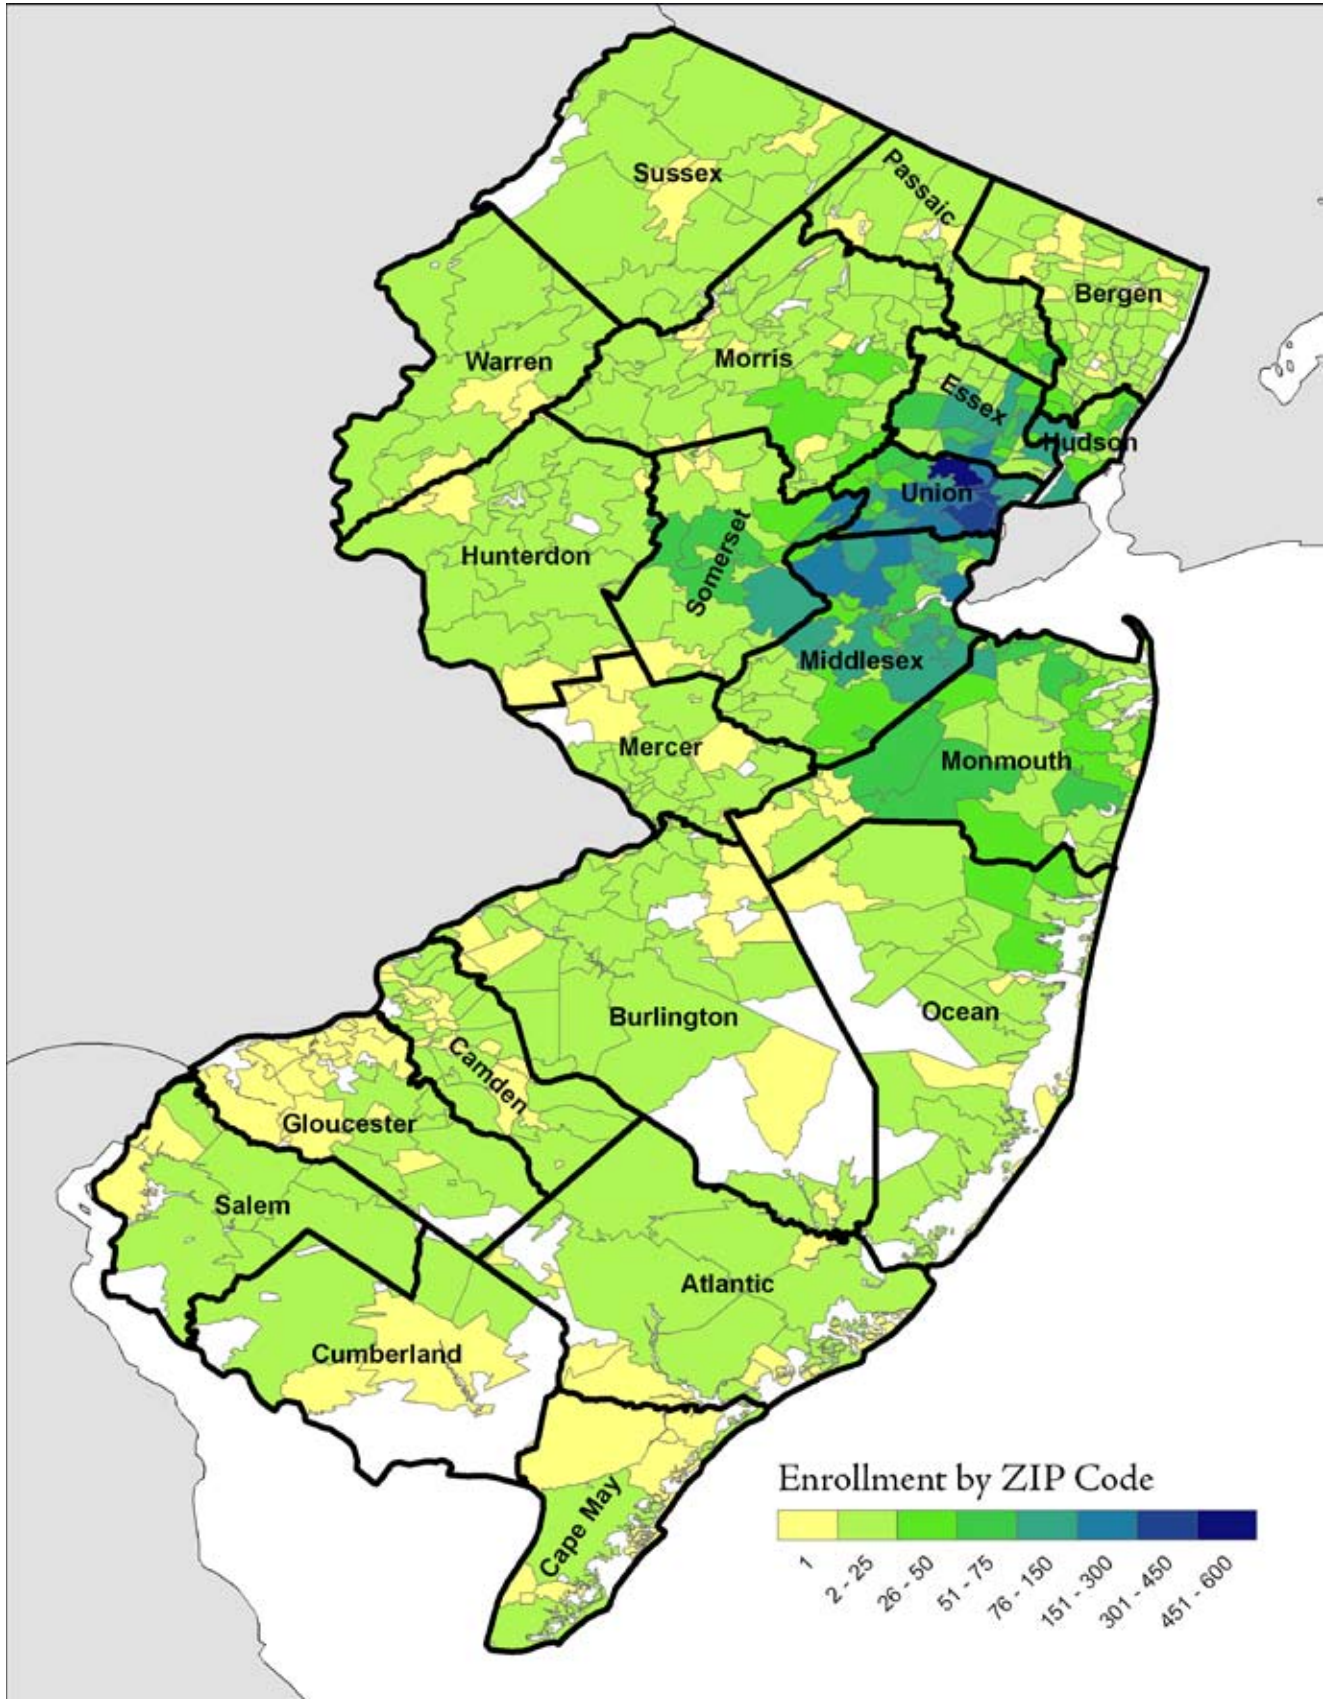 Sussex
Passaic
Bergen
Warren
Morris
Essex
Hudson
Union
Hunterdon
Somerset
Middlesex
Mercer
Monmouth
Burlington
Ocean
Camden
Gloucester
Salem
Atlantic
Cumberland
Cape May
Enrollment by ZIP Code
1
2 - 25
26 - 50
51 - 75
76 - 150
151 - 300
301 - 450
451 - 600